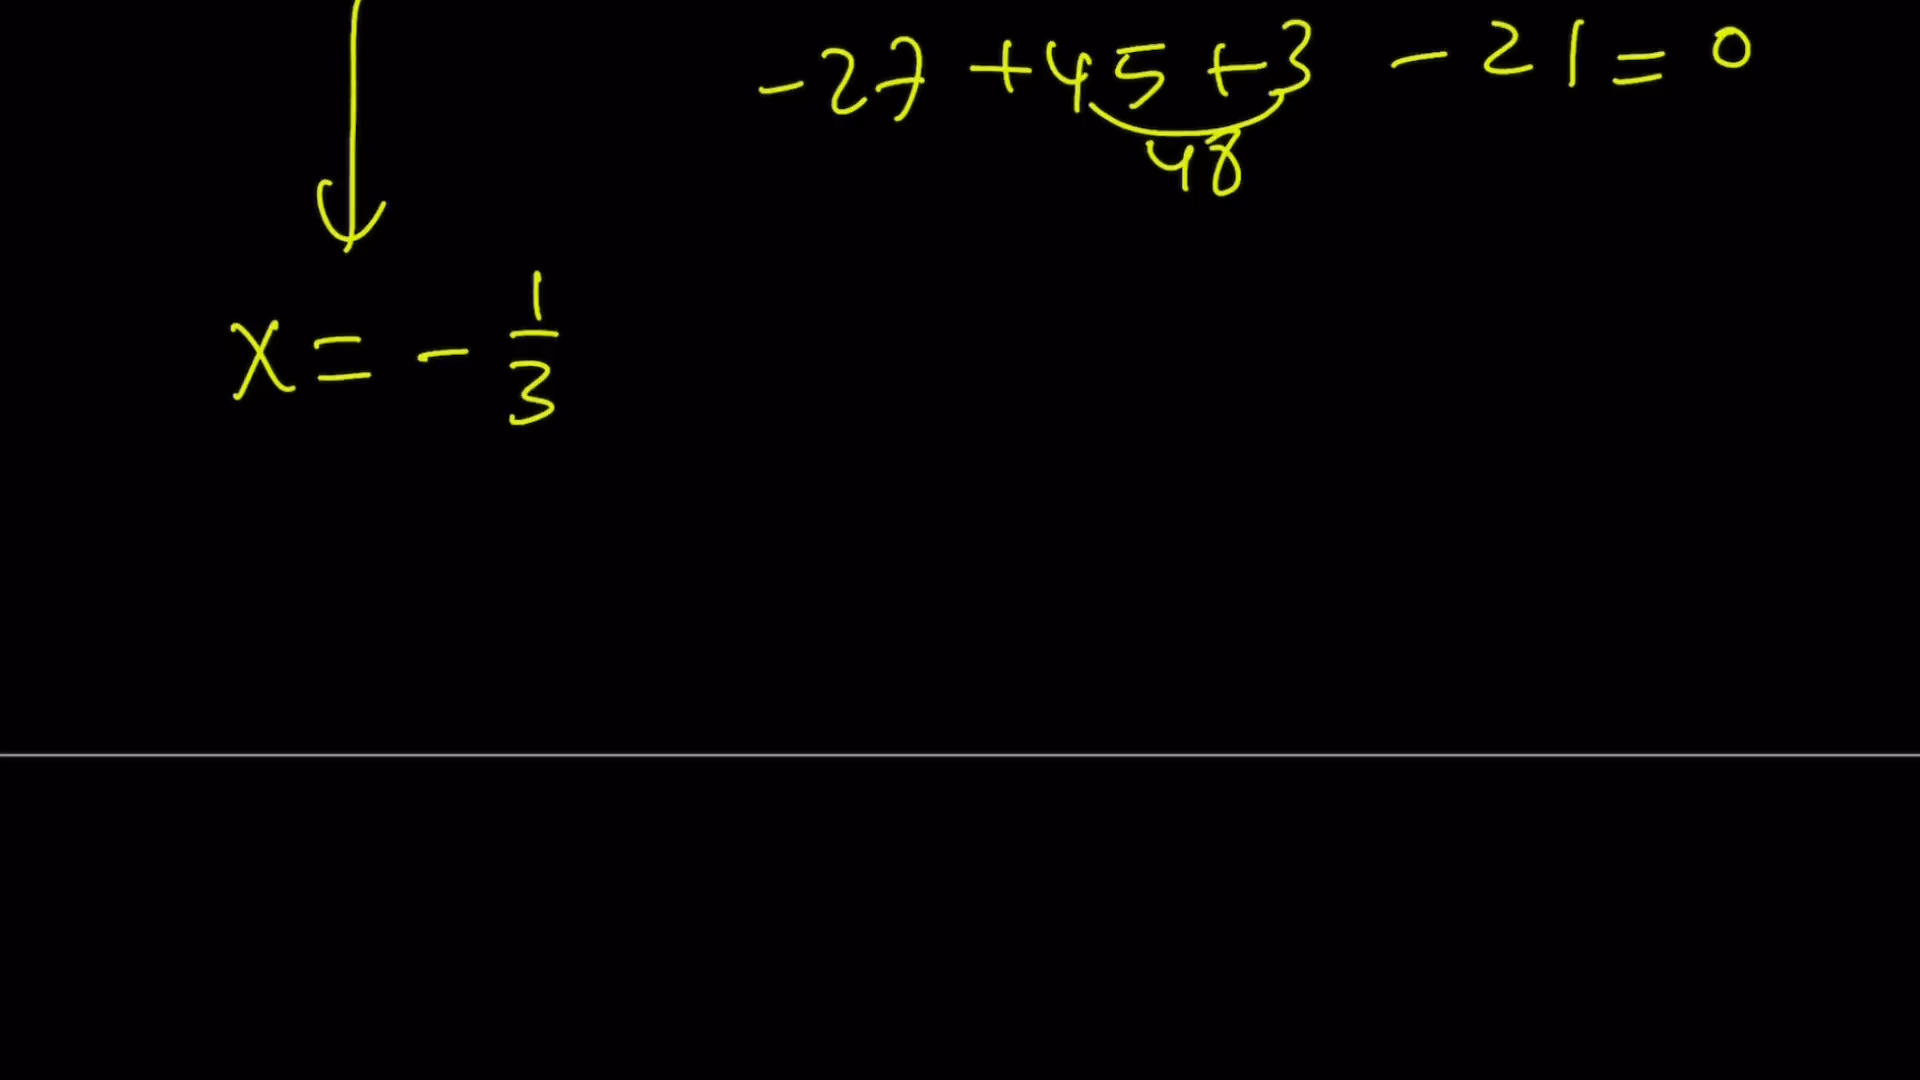 -27 +45 +3 - 21 = 0
48
x = - 1/3